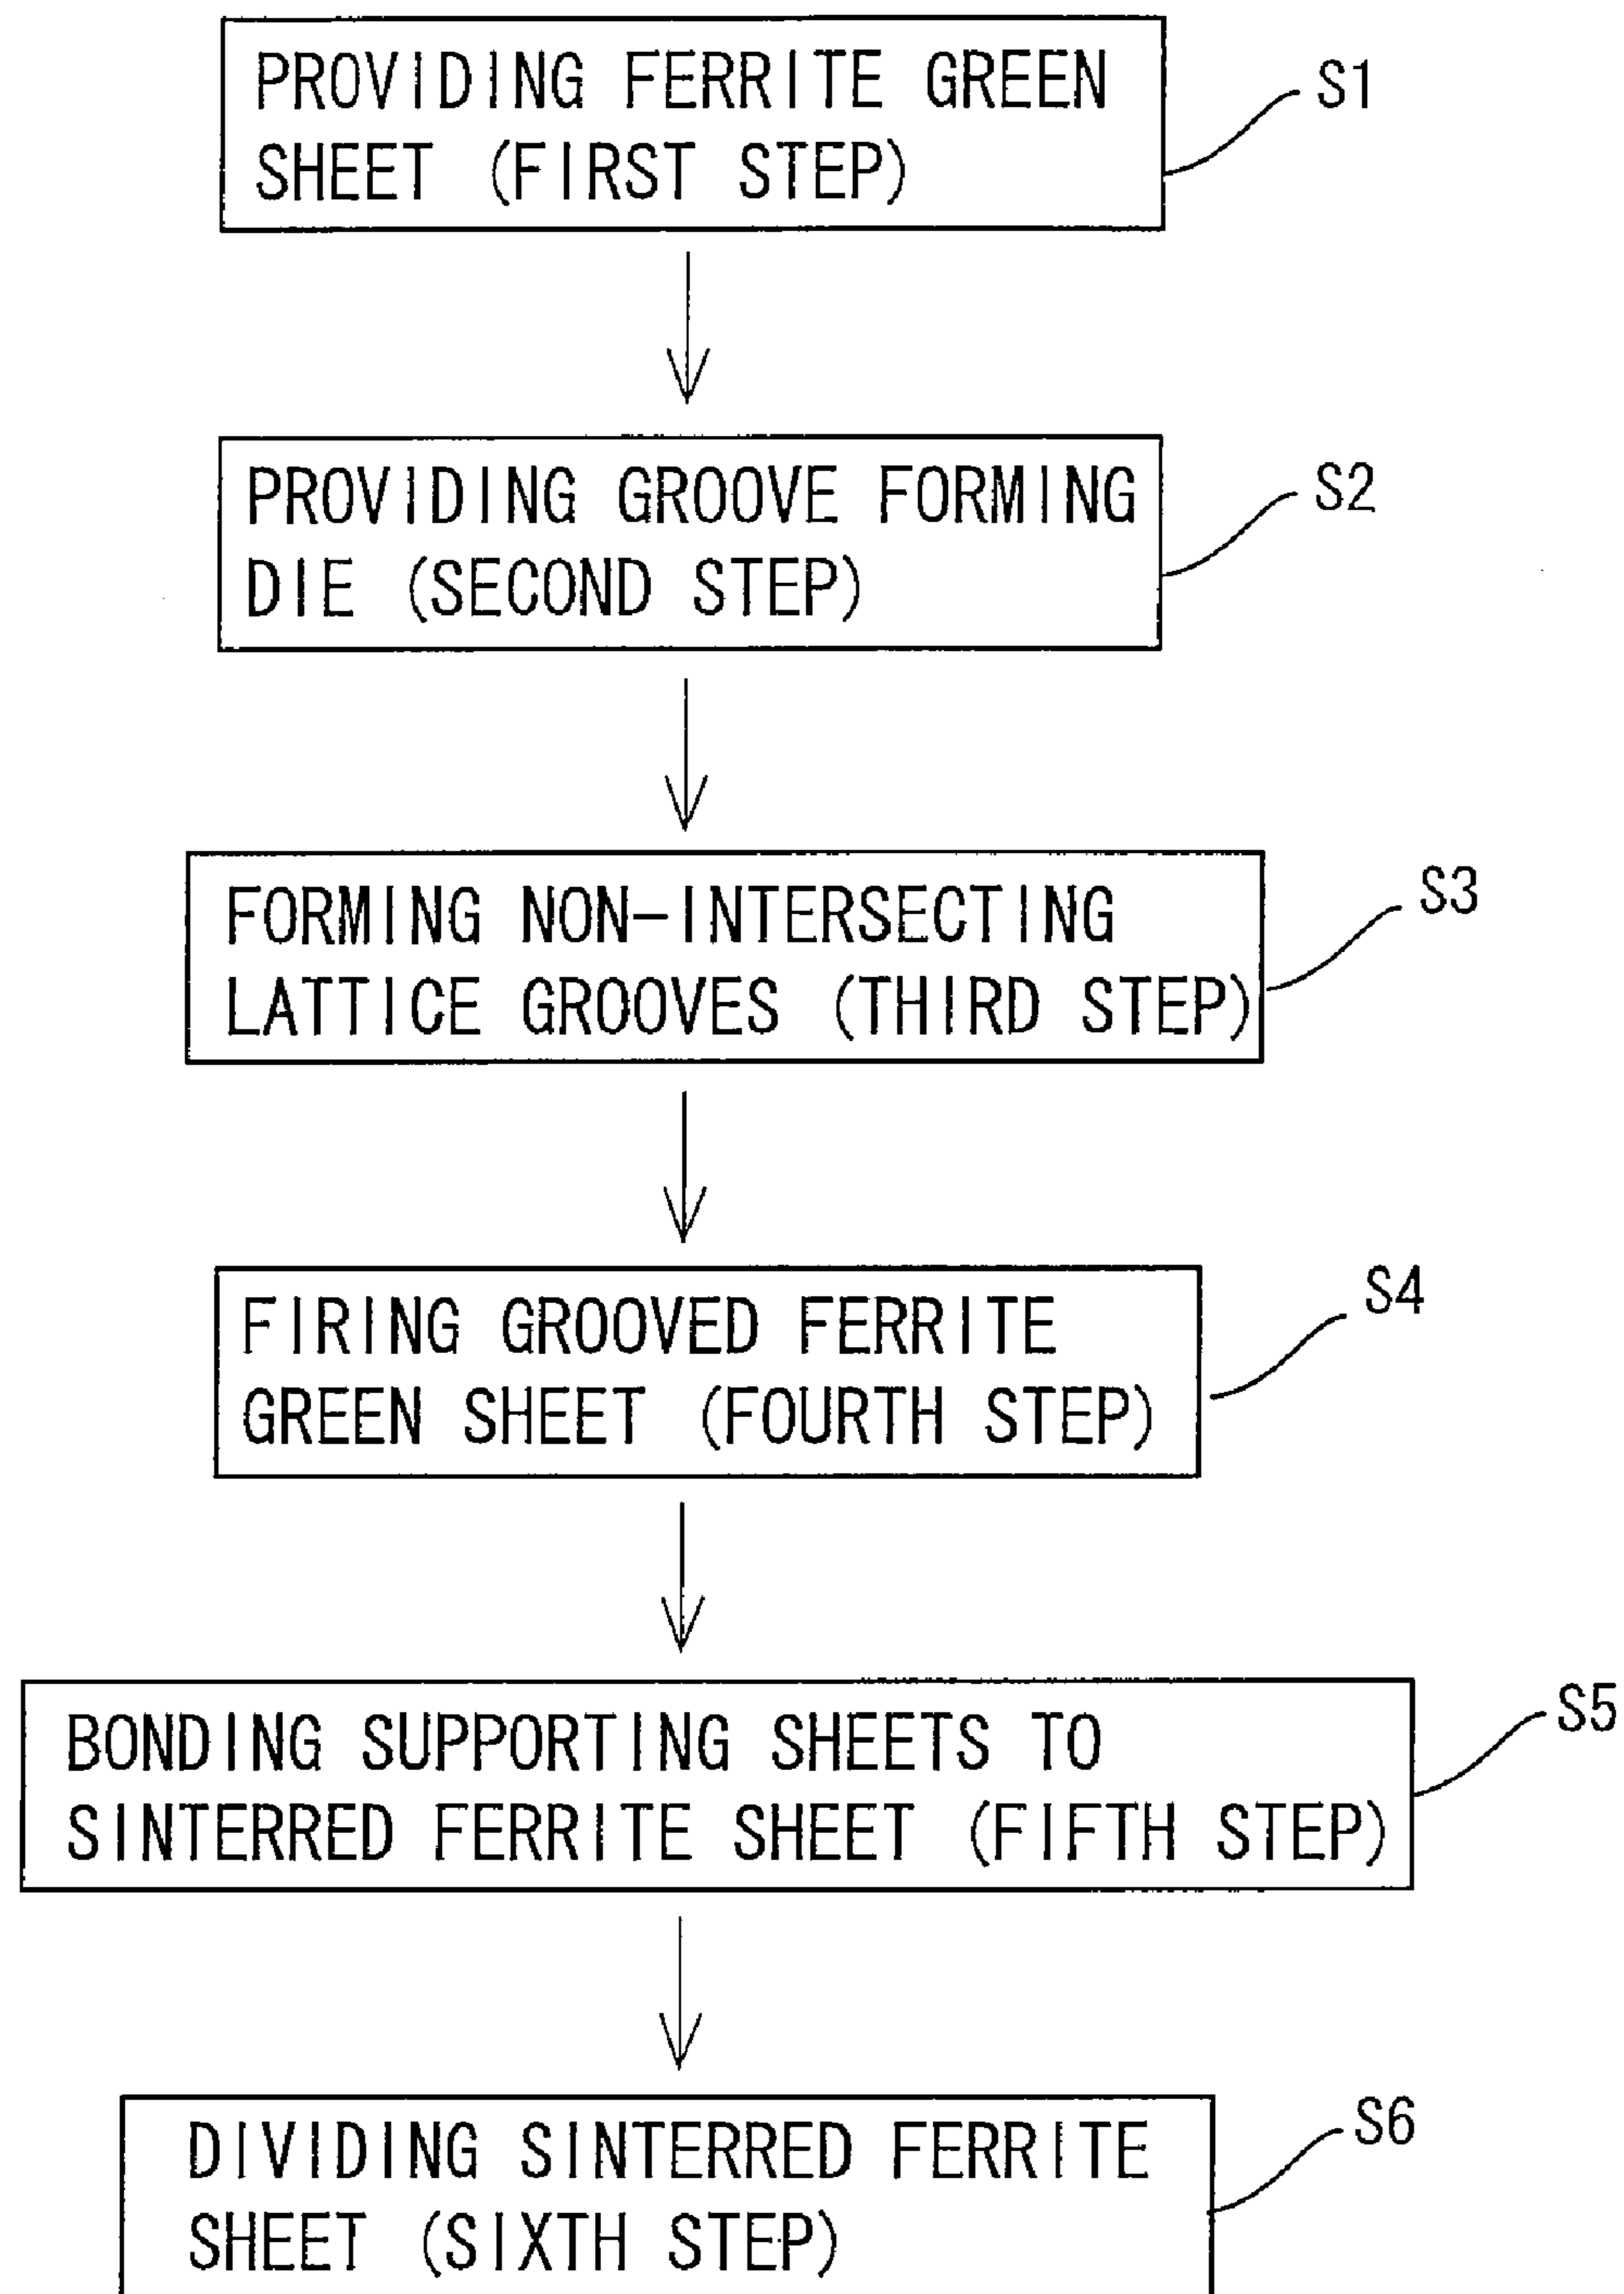 PROVIDING FERRITE GREEN
SHEET (FIRST STEP)
S1
PROVIDING GROOVE FORMING
DIE (SECOND STEP)
S2
FORMING NON-INTERSECTING
LATTICE GROOVES (THIRD STEP)
S3
FIRING GROOVED FERRITE
GREEN SHEET (FOURTH STEP)
S4
BONDING SUPPORTING SHEETS TO
SINTERRED FERRITE SHEET (FIFTH STEP)
S5
DIVIDING SINTERRED FERRITE
SHEET (SIXTH STEP)
S6